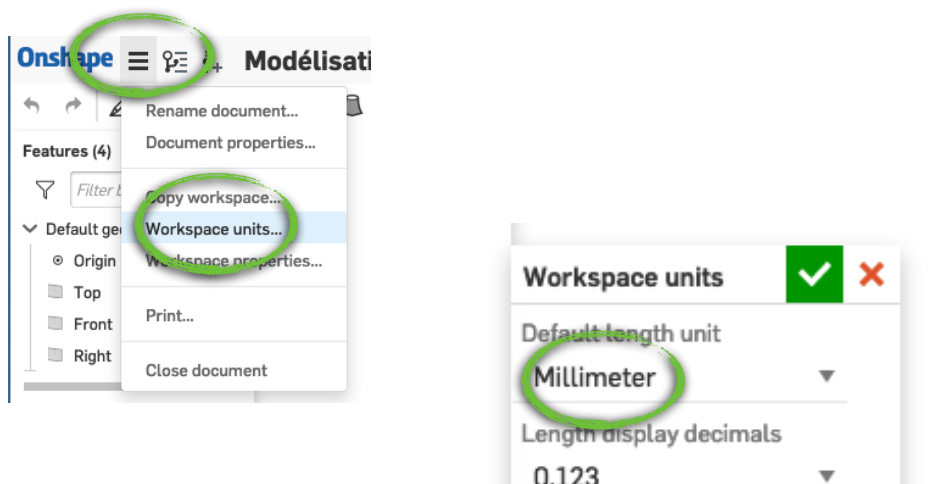 Onshape
Modélisati
Rename document...
Document properties...
Features (4)
Filter b
Copy workspace...
Default ge
Workspace units...
Origin
Workspace properties...
Top
Front
Print...
Right
Close document
Workspace units
Default length unit
Millimeter
Length display decimals
0.123